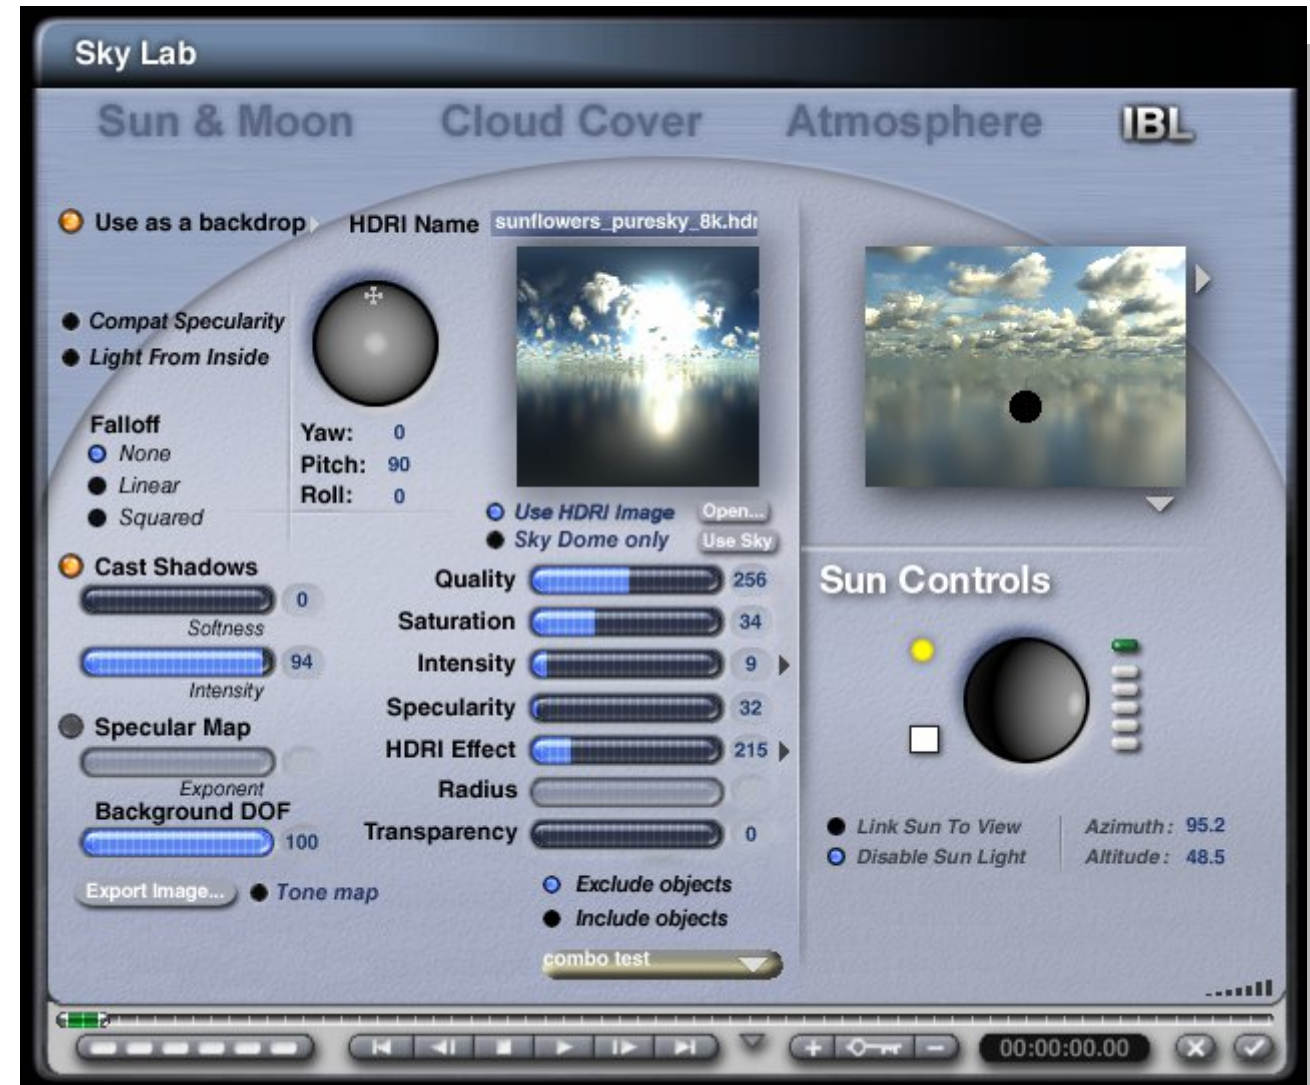 Sky Lab
Sun & Moon Cloud Cover Atmosphere IBL
Use as a backdrop HDRI Name sunflowers_puresky_8k.hdr
Compat Specularity
Light From Inside
Falloff
None
Linear
Squared
Yaw: 0
Pitch: 90
Roll: 0
Use HDRI Image Open...
Sky Dome only Use Sky
Cast Shadows
0
Softness
94
Intensity
Specular Map
Exponent
Background DOF
100
Export Image... Tone map
Quality 256
Saturation 34
Intensity 9
Specularity 32
HDRI Effect 215
Radius
Transparency 0
Exclude objects
Include objects
combo test
Sun Controls
Link Sun To View Azimuth: 95.2
Disable Sun Light Altitude: 48.5
00:00:00.00